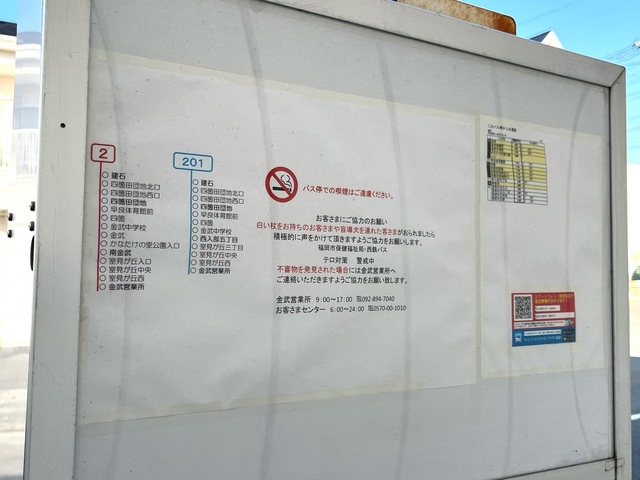 2
建石
四箇田団地北口
四箇田団地西口
四箇田団地
早良体育館前
四箇
金武中学校
金武
かなたけの里公園入口
南金武
室見が丘入口
室見が丘中央
室見が丘西
金武営業所
201
建石
四箇田団地北口
四箇田団地西口
四箇田団地
早良体育館前
四箇
金武中学校
西入部五丁目
室見が丘三丁目
室見が丘中央
室見が丘西
金武営業所
バス停での喫煙はご遠慮ください。
お客さまにご協力のお願い
白い杖をお持ちのお客さまや盲導犬を連れた客さまがおられましたら
積極的に声をかけて頂きますようご協力をお願いします。
福岡市保健福祉局・西鉄バス
テロ対策 警戒中
不審物を発見された場合には金武営業所へ
ご連絡いただきますようご協力をお願い致します。
金武営業所 9:00～17:00 TEL092-894-7040
お客さまセンター 6:00～24:00 TEL0570-00-1010